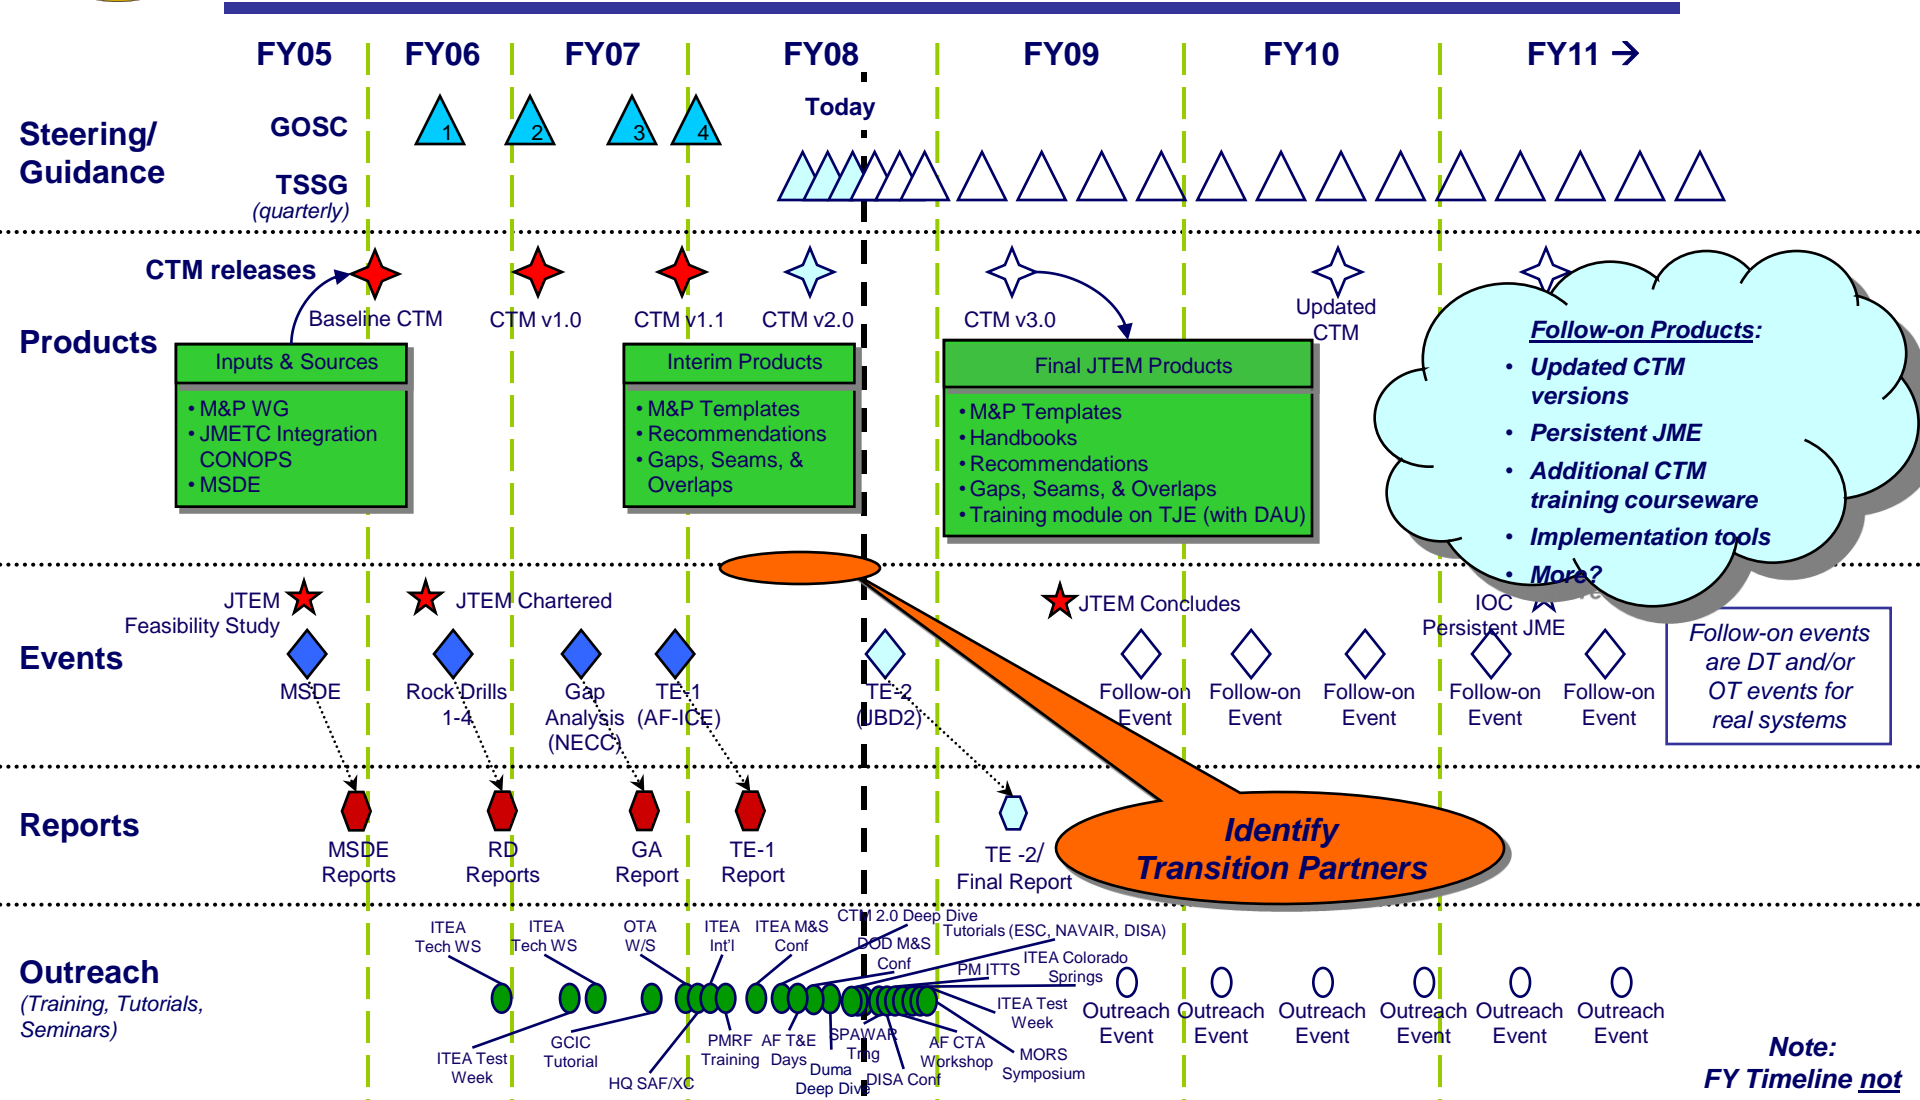 FY05 FY06 FY07 FY08 FY09 FY10 FY11 →
Today
Steering/
Guidance
GOSC
1 2 3 4
TSSG
(quarterly)
Products
CTM releases
Baseline CTM
CTM v1.0
CTM v1.1
CTM v2.0
CTM v3.0
Updated
CTM
Inputs & Sources
• M&P WG
• JMETC Integration
CONOPS
• MSDE
Interim Products
• M&P Templates
• Recommendations
• Gaps, Seams, &
Overlaps
Final JTEM Products
• M&P Templates
• Handbooks
• Recommendations
• Gaps, Seams, & Overlaps
• Training module on TJE (with DAU)
Follow-on Products:
• Updated CTM
versions
• Persistent JME
• Additional CTM
training courseware
• Implementation tools
• More?
Events
JTEM
Feasibility Study
JTEM Chartered
JTEM Concludes
IOC
Persistent JME
MSDE
Rock Drills
1-4
Gap
Analysis
(NECC)
TE-1
(AF-ICE)
TE-2
(JBD2)
Follow-on
Event
Follow-on
Event
Follow-on
Event
Follow-on
Event
Follow-on
Event
Follow-on events
are DT and/or
OT events for
real systems
Reports
MSDE
Reports
RD
Reports
GA
Report
TE-1
Report
TE -2/
Final Report
Identify
Transition Partners
Outreach
(Training, Tutorials,
Seminars)
ITEA
Tech WS
ITEA
Tech WS
OTA
W/S
ITEA
Int'l
ITEA M&S
Conf
CTM 2.0 Deep Dive
Tutorials (ESC, NAVAIR, DISA)
DOD M&S
Conf
PM ITTS
ITEA Colorado
Springs
ITEA Test
Week
ITEA Test
Week
GCIC
Tutorial
HQ SAF/XC
PMRF
Training
AF T&E
Days
Duma
Deep Dive
SPAWAR
Trng
DISA Conf
AF CTA
Workshop
MORS
Symposium
Outreach
Event
Outreach
Event
Outreach
Event
Outreach
Event
Outreach
Event
Outreach
Event
Note:
FY Timeline not